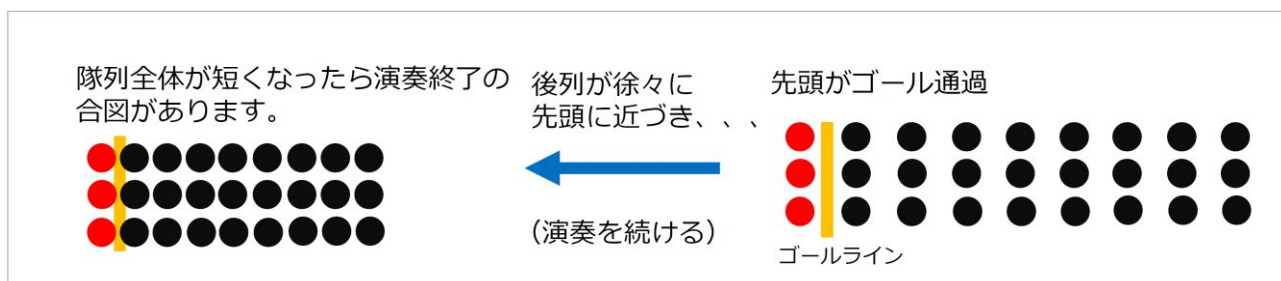 隊列全体が短くなったら演奏終了の
合図があります。
後列が徐々に
先頭に近づき、、、
(演奏を続ける)
先頭がゴール通過
ゴールライン